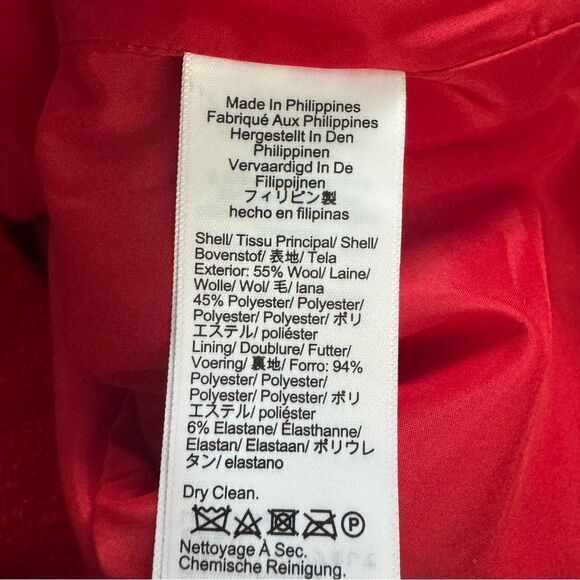 Made In Philippines
Fabriqué Aux Philippines
Hergestellt In Den
Philippinen
Vervaardigd In De
Filippijnen
フィリピン製
hecho en filipinas
Shell/ Tissu Principal/ Shell/
Bovenstof/ 表地/ Tela
Exterior: 55% Wool/ Laine/
Wolle/ Wol/ 毛/ lana
45% Polyester/ Polyester/
Polyester/ Polyester/ ポリ
エステル/ poliéster
Lining/ Doublure/ Futter/
Voering/ 裏地/ Forro: 94%
Polyester/ Polyester/
Polyester/ Polyester/ ポリ
エステル/ poliéster
6% Elastane/ Élasthanne/
Elastan/ Elastaan/ ポリウレ
タン/ elastano
Dry Clean.
P
Nettoyage À Sec.
Chemische Reinigung.